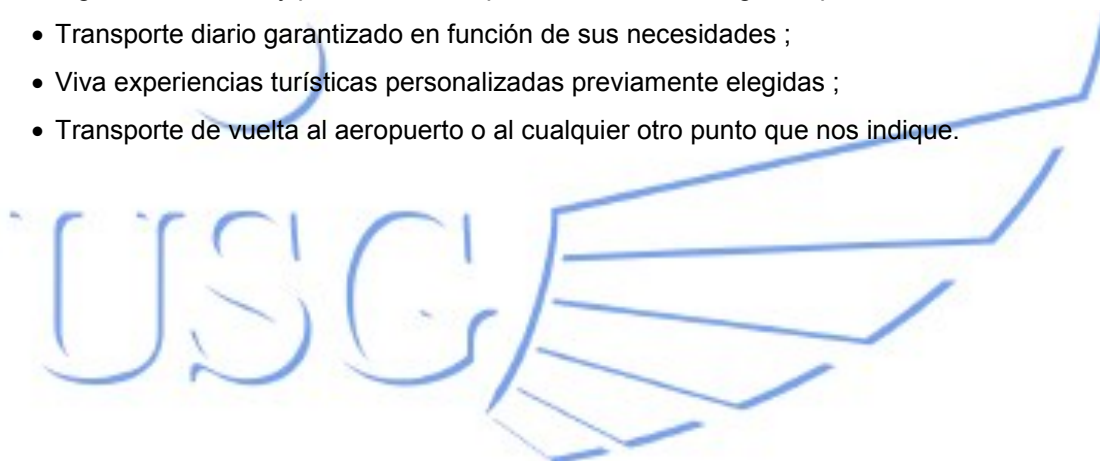 • Transporte diario garantizado en función de sus necesidades ;
• Viva experiencias turísticas personalizadas previamente elegidas ;
• Transporte de vuelta al aeropuerto o al cualquier otro punto que nos indique.
USG